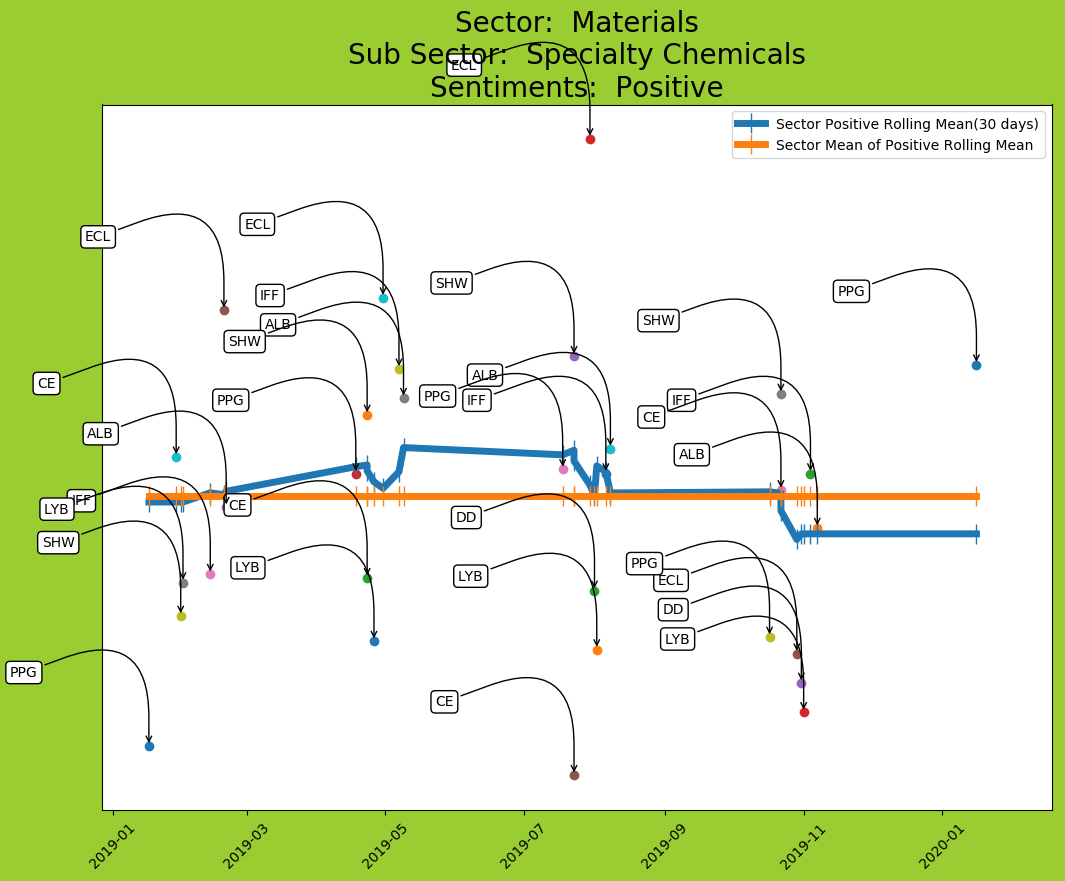 Sector:  Materials
Sub Sector:  Specialty Chemicals
Sentiments:  Positive
ECL
Sector Positive Rolling Mean(30 days)
Sector Mean of Positive Rolling Mean
ECL
ECL
SHW
PPG
IFF
SHW
ALB
SHW
ALB
CE
PPG
PPG
IFF
IFF
CE
ALB
ALB
IFF
LYB
CE
DD
SHW
LYB
LYB
PPG
ECL
DD
LYB
PPG
CE
2019-01
2019-03
2019-05
2019-07
2019-09
2019-11
2020-01